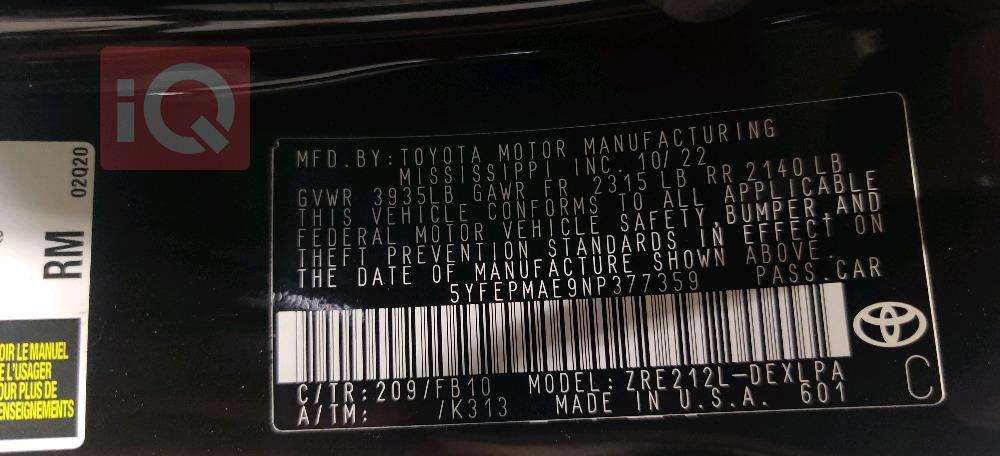 iQ
02Q20
RM
OIR LE MANUEL
E L'USAGER
OUR PLUS DE
ENSEIGNEMENTS
MFD.BY:TOYOTA MOTOR MANUFACTURING
MISSISSIPPI INC. 10/22
GVWR 3935LB GAWR FR 2315 LB RR 2140 LB
THIS VEHICLE CONFORMS TO ALL APPLICABLE
FEDERAL MOTOR VEHICLE SAFETY,BUMPER,AND
THEFT PREVENTION STANDARDS IN EFFECT ON
THE DATE OF MANUFACTURE SHOWN ABOVE.
5YFEPMAE9NP377359 PASS.CAR
C/TR:209/FB10 MODEL: ZRE212L-DEXLPA
A/TM: /K313 MADE IN U.S.A. 601
C